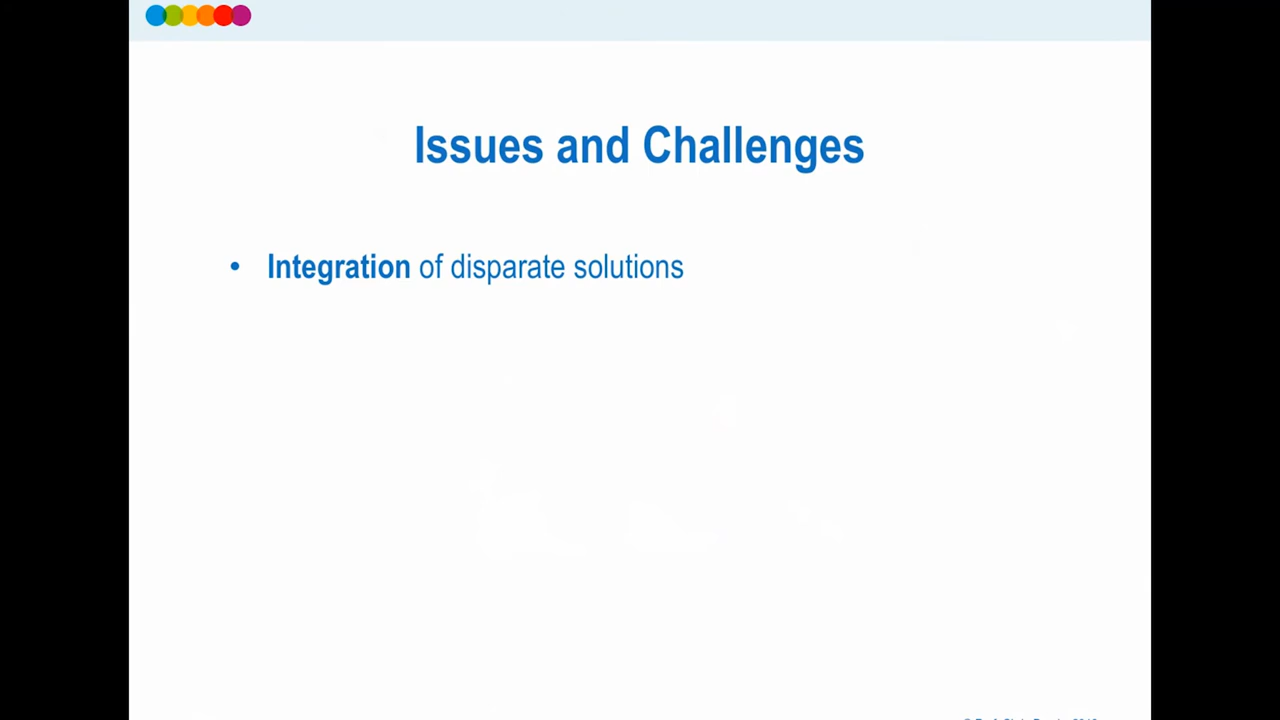 Issues and Challenges
• Integration of disparate solutions